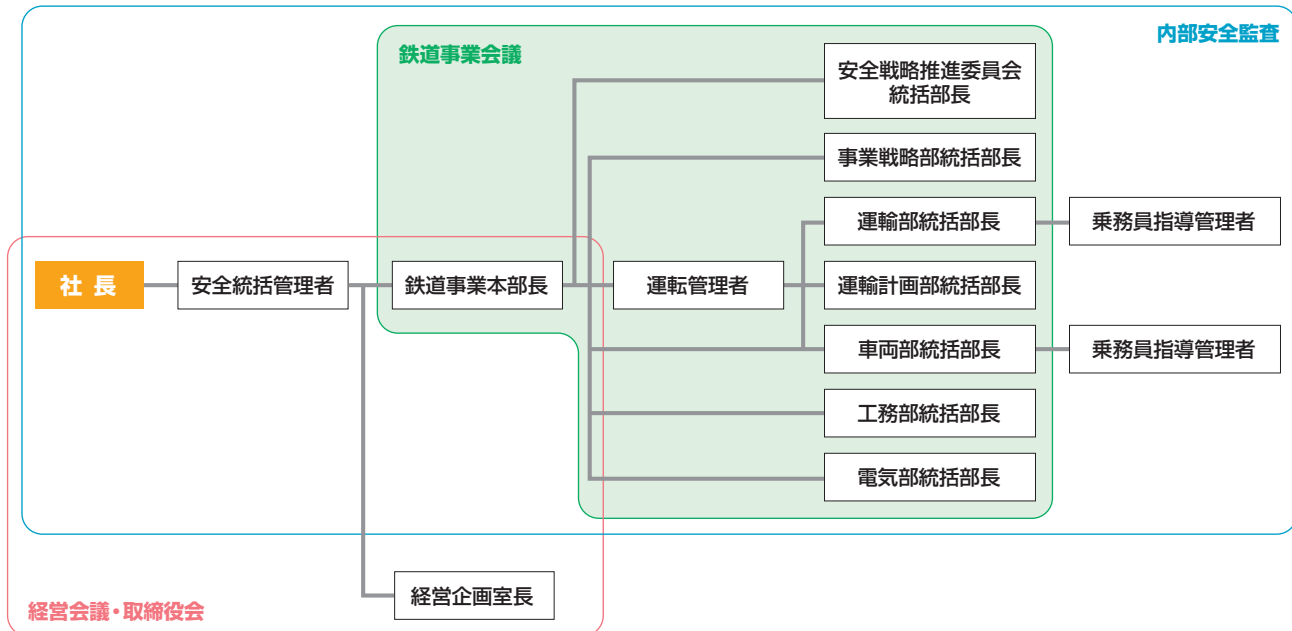 内部安全監査
鉄道事業会議
安全戦略推進委員会
統括部長
事業戦略部統括部長
運輸部統括部長
乗務員指導管理者
社長
安全統括管理者
鉄道事業本部長
運転管理者
運輸計画部統括部長
車両部統括部長
乗務員指導管理者
工務部統括部長
電気部統括部長
経営企画室長
経営会議・取締役会